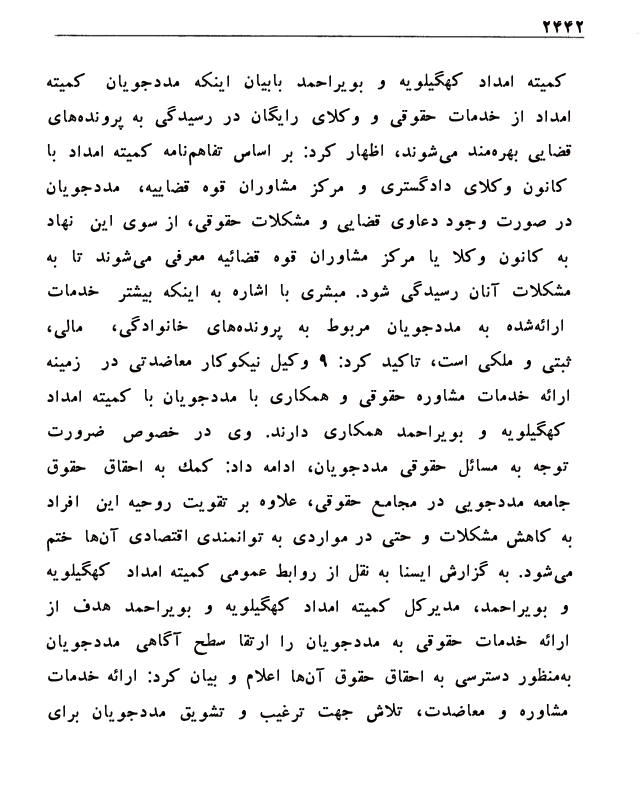 ۲۴۴۲
کمیته امداد کهگیلویه و بویراحمد بابیان اینکه مددجویان کمیته
امداد از خدمات حقوقی و وکلای رایگان در رسیدگی به پرونده‌های
قضایی بهره‌مند می‌شوند، اظهار کرد: بر اساس تفاهم‌نامه کمیته امداد با
کانون وکلای دادگستری و مرکز مشاوران قوه قضاییه، مددجویان
در صورت وجود دعاوی قضایی و مشکلات حقوقی، از سوی این نهاد
به کانون وکلا یا مرکز مشاوران قوه قضائیه معرفی می‌شوند تا به
مشکلات آنان رسیدگی شود. مبشری با اشاره به اینکه بیشتر خدمات
ارائه‌شده به مددجویان مربوط به پرونده‌های خانوادگی، مالی،
ثبتی و ملکی است، تاکید کرد: ۹ وکیل نیکوکار معاضدتی در زمینه
ارائه خدمات مشاوره حقوقی و همکاری با مددجویان با کمیته امداد
کهگیلویه و بویراحمد همکاری دارند. وی در خصوص ضرورت
توجه به مسائل حقوقی مددجویان، ادامه داد: کمك به احقاق حقوق
جامعه مددجویی در مجامع حقوقی، علاوه بر تقویت روحیه این افراد
به کاهش مشکلات و حتی در مواردی به توانمندی اقتصادی آن‌ها ختم
می‌شود. به گزارش ایسنا به نقل از روابط عمومی کمیته امداد کهگیلویه
و بویراحمد، مدیرکل کمیته امداد کهگیلویه و بویراحمد هدف از
ارائه خدمات حقوقی به مددجویان را ارتقا سطح آگاهی مددجویان
به‌منظور دسترسی به احقاق حقوق آن‌ها اعلام و بیان کرد: ارائه خدمات
مشاوره و معاضدت، تلاش جهت ترغیب و تشویق مددجویان برای